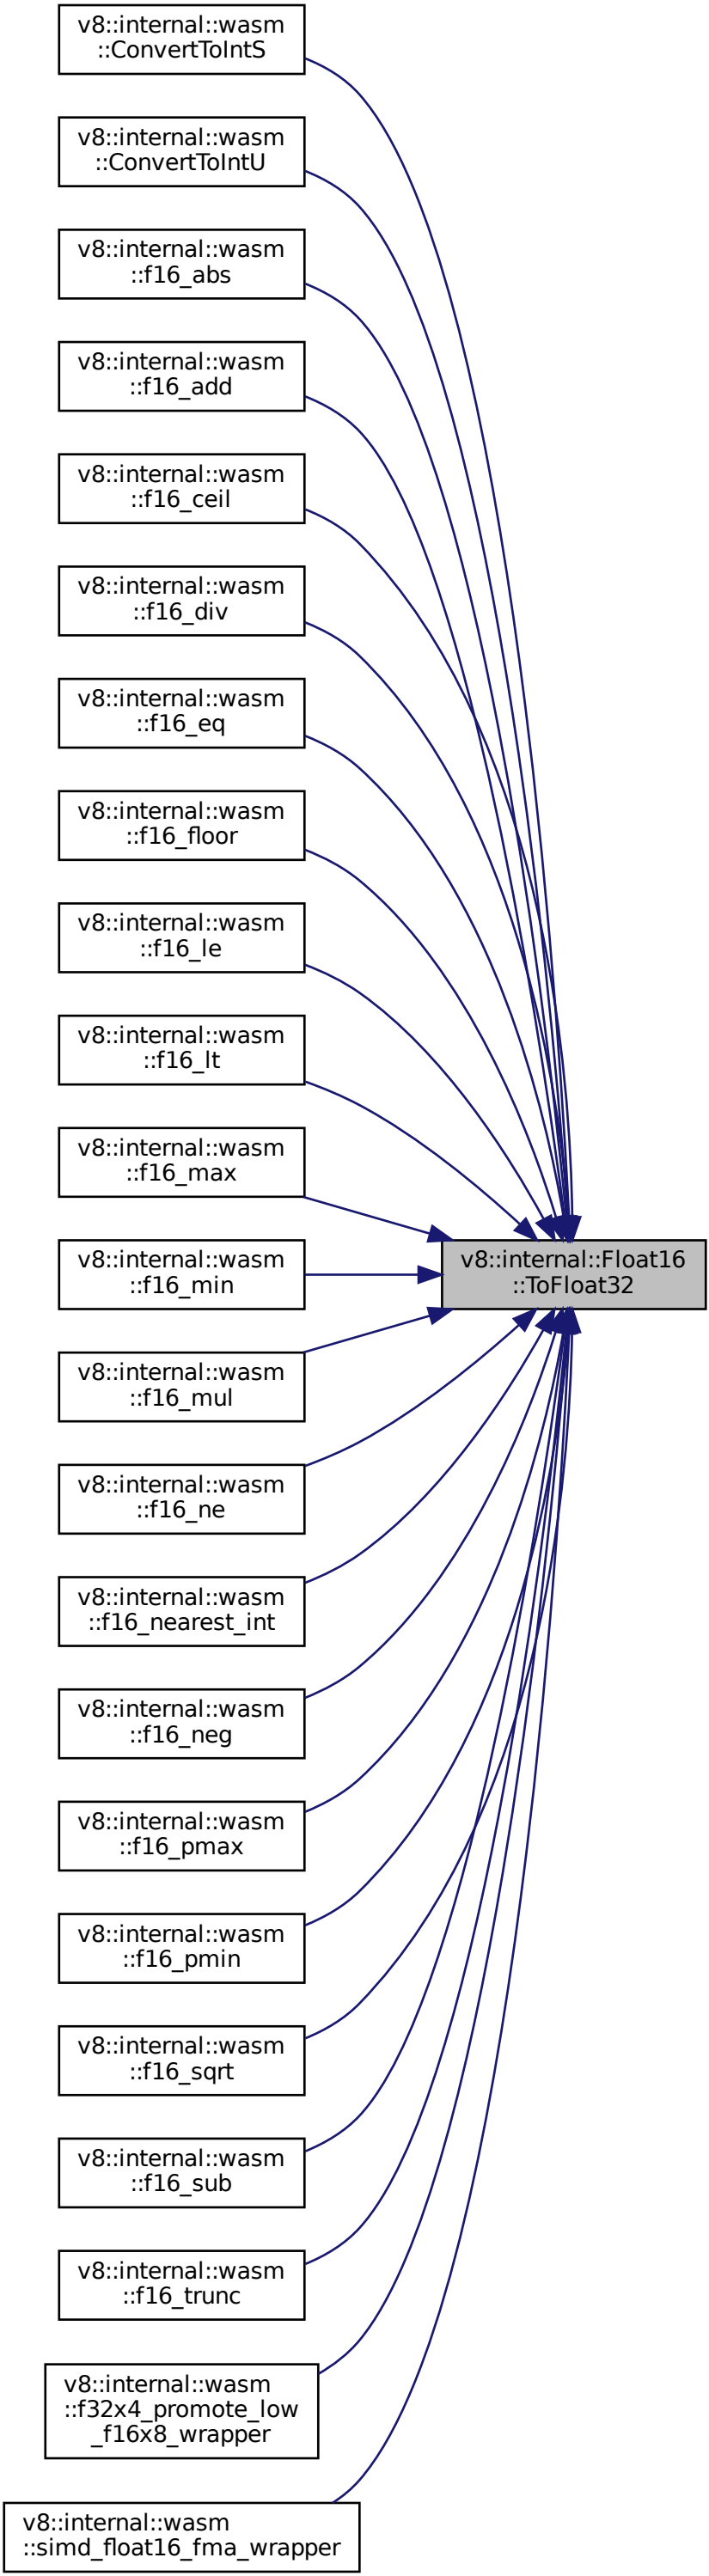 v8::internal::wasm
::ConvertToIntS
v8::internal::wasm
::ConvertToIntU
v8::internal::wasm
::f16_abs
v8::internal::wasm
::f16_add
v8::internal::wasm
::f16_ceil
v8::internal::wasm
::f16_div
v8::internal::wasm
::f16_eq
v8::internal::wasm
::f16_floor
v8::internal::wasm
::f16_le
v8::internal::wasm
::f16_lt
v8::internal::wasm
::f16_max
v8::internal::Float16
::ToFloat32
v8::internal::wasm
::f16_min
v8::internal::wasm
::f16_mul
v8::internal::wasm
::f16_ne
v8::internal::wasm
::f16_nearest_int
v8::internal::wasm
::f16_neg
v8::internal::wasm
::f16_pmax
v8::internal::wasm
::f16_pmin
v8::internal::wasm
::f16_sqrt
v8::internal::wasm
::f16_sub
v8::internal::wasm
::f16_trunc
v8::internal::wasm
::f32x4_promote_low
_f16x8_wrapper
v8::internal::wasm
::simd_float16_fma_wrapper